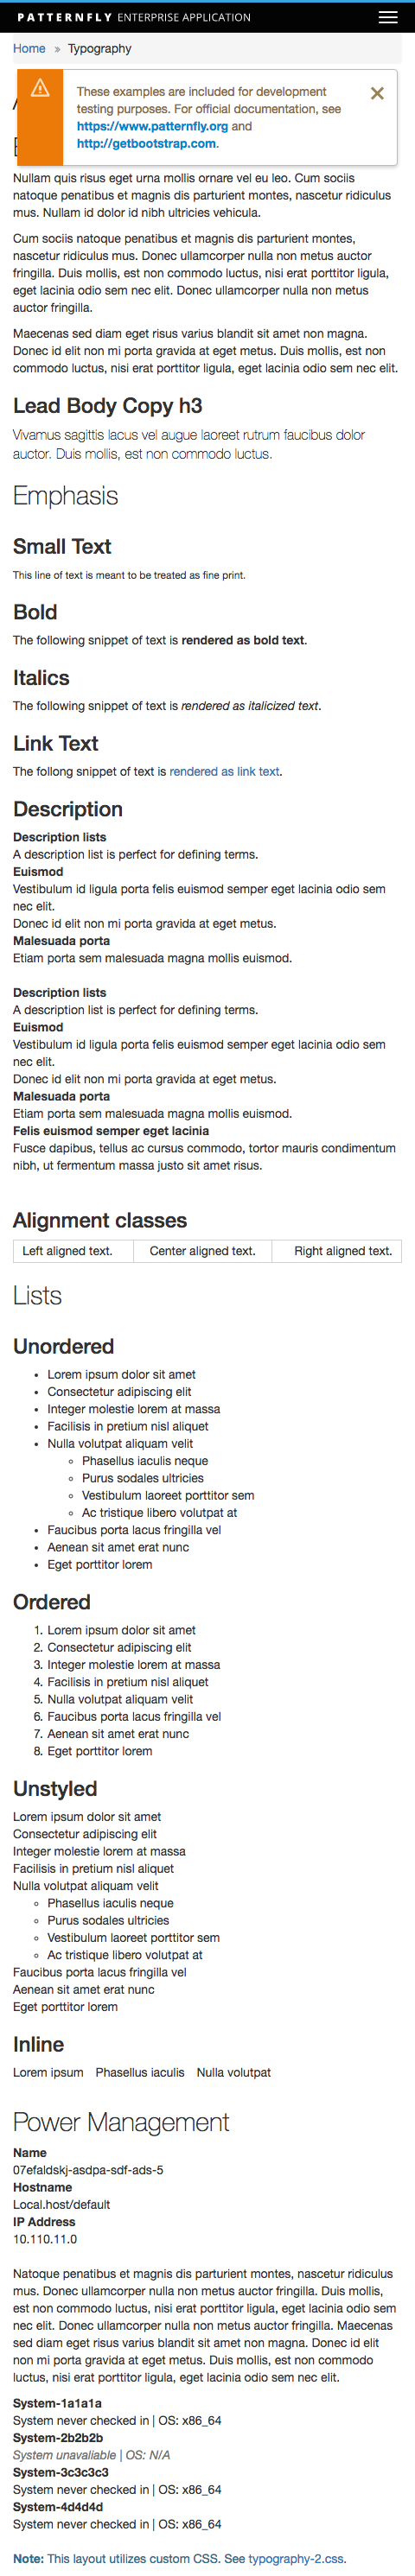 PATTERNFLY ENTERPRISE APPLICATION
Home » Typography
These examples are included for development
testing purposes. For official documentation, see
https://www.patternfly.org and
http://getbootstrap.com.
Nullam quis risus eget urna mollis ornare vel eu leo. Cum sociis
natoque penatibus et magnis dis parturient montes, nascetur ridiculus
mus. Nullam id dolor id nibh ultricies vehicula.
Cum sociis natoque penatibus et magnis dis parturient montes,
nascetur ridiculus mus. Donec ullamcorper nulla non metus auctor
fringilla. Duis mollis, est non commodo luctus, nisi erat porttitor ligula,
eget lacinia odio sem nec elit. Donec ullamcorper nulla non metus
auctor fringilla.
Maecenas sed diam eget risus varius blandit sit amet non magna.
Donec id elit non mi porta gravida at eget metus. Duis mollis, est non
commodo luctus, nisi erat porttitor ligula, eget lacinia odio sem nec elit.
Lead Body Copy h3
Vivamus sagittis lacus vel augue laoreet rutrum faucibus dolor
auctor. Duis mollis, est non commodo luctus.
Emphasis
Small Text
This line of text is meant to be treated as fine print.
Bold
The following snippet of text is rendered as bold text.
Italics
The following snippet of text is rendered as italicized text.
Link Text
The follong snippet of text is rendered as link text.
Description
Description lists
A description list is perfect for defining terms.
Euismod
Vestibulum id ligula porta felis euismod semper eget lacinia odio sem
nec elit.
Donec id elit non mi porta gravida at eget metus.
Malesuada porta
Etiam porta sem malesuada magna mollis euismod.
Description lists
A description list is perfect for defining terms.
Euismod
Vestibulum id ligula porta felis euismod semper eget lacinia odio sem
nec elit.
Donec id elit non mi porta gravida at eget metus.
Malesuada porta
Etiam porta sem malesuada magna mollis euismod.
Felis euismod semper eget lacinia
Fusce dapibus, tellus ac cursus commodo, tortor mauris condimentum
nibh, ut fermentum massa justo sit amet risus.
Alignment classes
Left aligned text. Center aligned text. Right aligned text.
Lists
Unordered
• Lorem ipsum dolor sit amet
• Consectetur adipiscing elit
• Integer molestie lorem at massa
• Facilisis in pretium nisl aliquet
• Nulla volutpat aliquam velit
◦ Phasellus iaculis neque
◦ Purus sodales ultricies
◦ Vestibulum laoreet porttitor sem
◦ Ac tristique libero volutpat at
• Faucibus porta lacus fringilla vel
• Aenean sit amet erat nunc
• Eget porttitor lorem
Ordered
1. Lorem ipsum dolor sit amet
2. Consectetur adipiscing elit
3. Integer molestie lorem at massa
4. Facilisis in pretium nisl aliquet
5. Nulla volutpat aliquam velit
6. Faucibus porta lacus fringilla vel
7. Aenean sit amet erat nunc
8. Eget porttitor lorem
Unstyled
Lorem ipsum dolor sit amet
Consectetur adipiscing elit
Integer molestie lorem at massa
Facilisis in pretium nisl aliquet
Nulla volutpat aliquam velit
◦ Phasellus iaculis neque
◦ Purus sodales ultricies
◦ Vestibulum laoreet porttitor sem
◦ Ac tristique libero volutpat at
Faucibus porta lacus fringilla vel
Aenean sit amet erat nunc
Eget porttitor lorem
Inline
Lorem ipsum Phasellus iaculis Nulla volutpat
Power Management
Name
07efaldskj-asdpa-sdf-ads-5
Hostname
Local.host/default
IP Address
10.110.11.0
Natoque penatibus et magnis dis parturient montes, nascetur ridiculus
mus. Donec ullamcorper nulla non metus auctor fringilla. Duis mollis,
est non commodo luctus, nisi erat porttitor ligula, eget lacinia odio sem
nec elit. Donec ullamcorper nulla non metus auctor fringilla. Maecenas
sed diam eget risus varius blandit sit amet non magna. Donec id elit
non mi porta gravida at eget metus. Duis mollis, est non commodo
luctus, nisi erat porttitor ligula, eget lacinia odio sem nec elit.
System-1a1a1a
System never checked in | OS: x86_64
System-2b2b2b
System unavaliable | OS: N/A
System-3c3c3c3
System never checked in | OS: x86_64
System-4d4d4d
System never checked in | OS: x86_64
Note: This layout utilizes custom CSS. See typography-2.css.